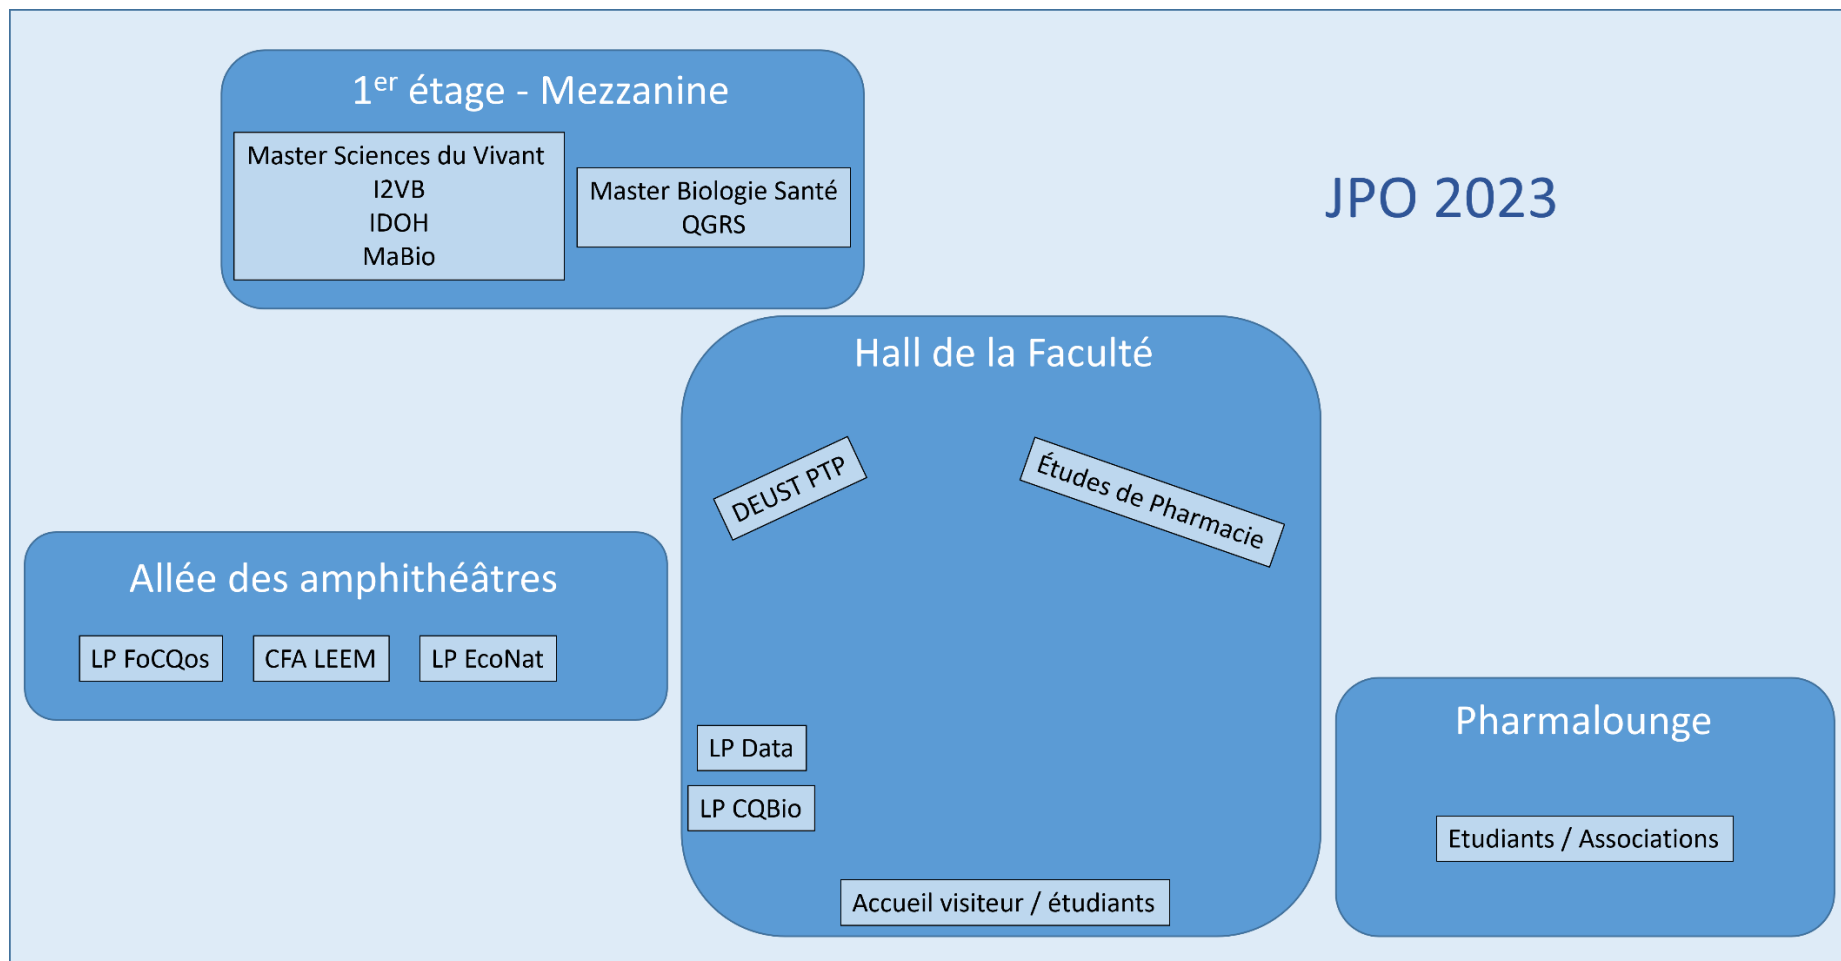 1er étage - Mezzanine
Master Sciences du Vivant
I2VB
IDOH
MaBio
Master Biologie Santé
QGRS
JPO 2023
Hall de la Faculté
DEUST PTP
Études de Pharmacie
Allée des amphithéâtres
LP FoCQos
CFA LEEM
LP EcoNat
LP Data
LP CQBio
Accueil visiteur / étudiants
Pharmalounge
Etudiants / Associations